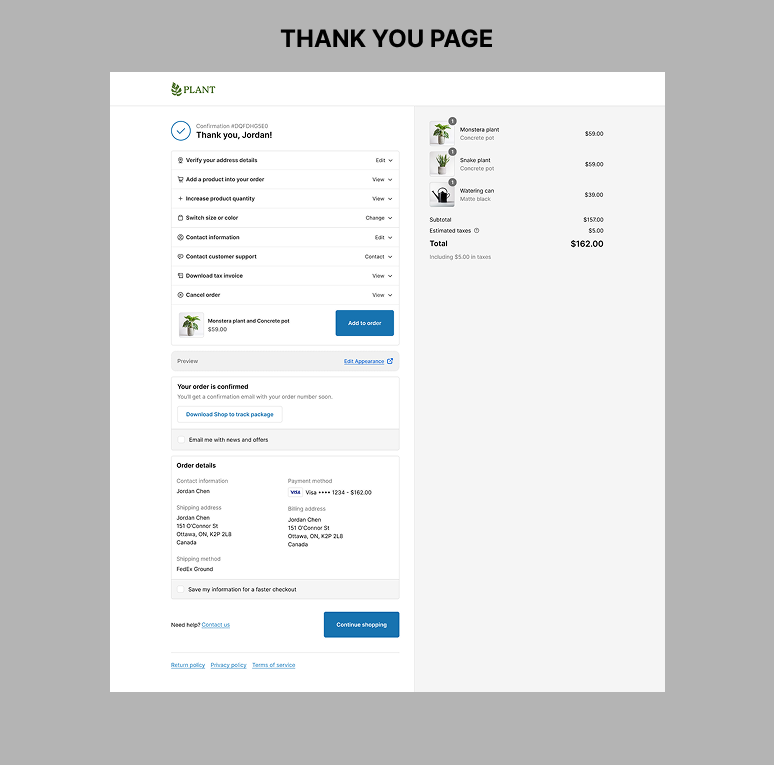 THANK YOU PAGE
PLANT
Confirmation #DQFDHGSE0
Thank you, Jordan!
Verify your address details Edit
Add a product into your order View
Increase product quantity View
Switch size or color Change
Contact information Edit
Contact customer support Contact
Download tax invoice View
Cancel order View
Monstera plant and Concrete pot
$59.00
Add to order
Preview Edit Appearance
Your order is confirmed
You'll get a confirmation email with your order number soon.
Download Shop to track package
Email me with news and offers
Order details
Contact information
Jordan Chen
Payment method
VISA Visa •••• 1234 - $162.00
Shipping address
Jordan Chen
151 O'Connor St
Ottawa, ON, K2P 2L8
Canada
Billing address
Jordan Chen
151 O'Connor St
Ottawa, ON, K2P 2L8
Canada
Shipping method
FedEx Ground
Save my information for a faster checkout
Need help? Contact us
Continue shopping
Return policy Privacy policy Terms of service
1
Monstera plant
Concrete pot
$59.00
1
Snake plant
Concrete pot
$59.00
1
Watering can
Matte black
$39.00
Subtotal $157.00
Estimated taxes $5.00
Total $162.00
Including $5.00 in taxes